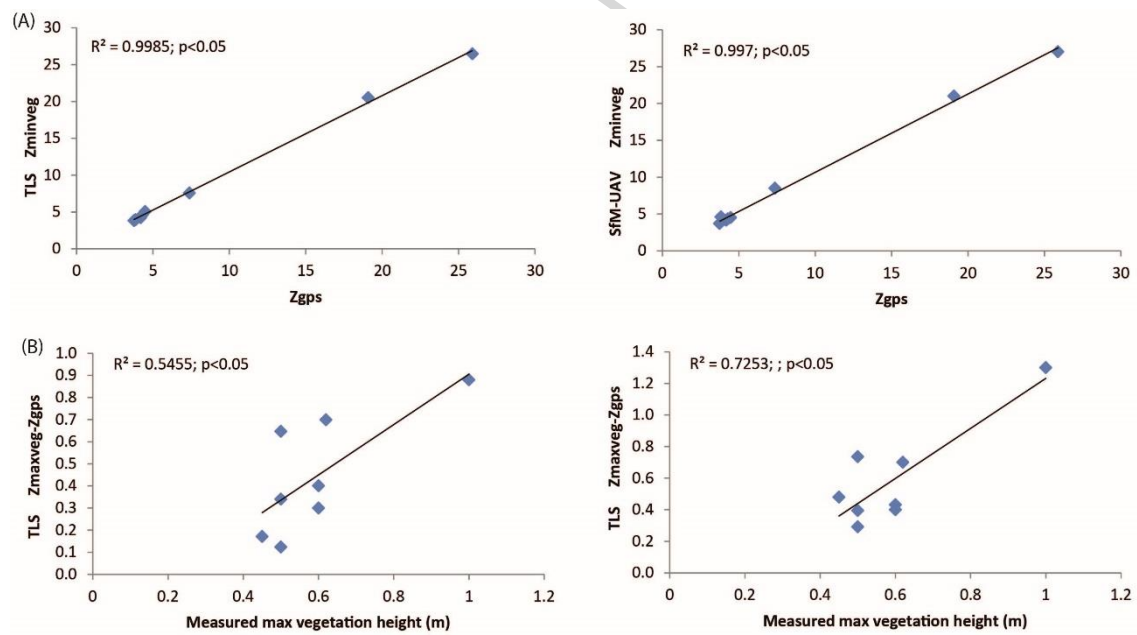 (A)
R² = 0.9985; p<0.05
TLS Zminveg
30
25
20
15
10
5
0
0 5 10 15 20 25 30
Zgps
R² = 0.997; p<0.05
SfM-UAV Zminveg
30
25
20
15
10
5
0
0 5 10 15 20 25 30
Zgps
(B)
R² = 0.5455; p<0.05
TLS Zmaxveg-Zgps
1.0
0.9
0.8
0.7
0.6
0.5
0.4
0.3
0.2
0.1
0.0
0 0.2 0.4 0.6 0.8 1 1.2
Measured max vegetation height (m)
R² = 0.7253; ; p<0.05
TLS Zmaxveg-Zgps
1.4
1.2
1.0
0.8
0.6
0.4
0.2
0.0
0 0.2 0.4 0.6 0.8 1 1.2
Measured max vegetation height (m)